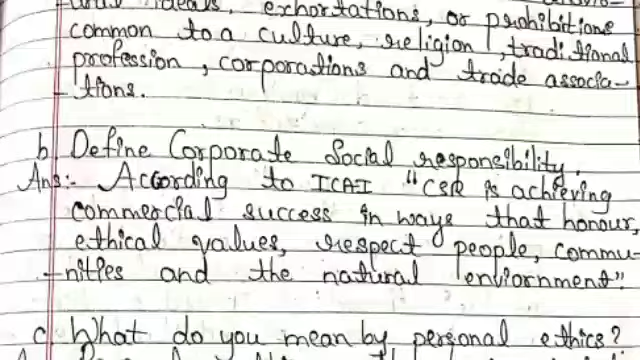 ideals, exhortations, or prohibitions
common to a culture, religion, traditional
profession, corporations and trade associa-
-tions.
b) Define Corporate Social responsibility.
Ans:- According to ICAI "CSR is achieving
commercial success in ways that honour,
ethical values, respect people, commu-
-nities and the natural enviornment"
c) What do you mean by personal ethics?